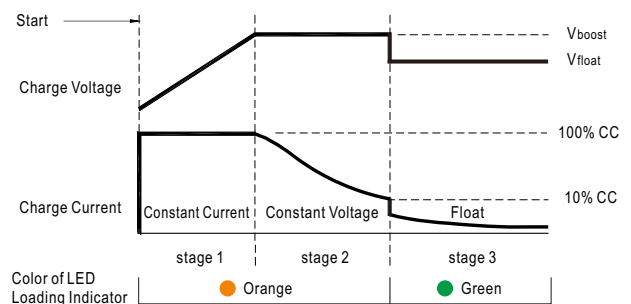 Start
Vboost
Vfloat
Charge Voltage
100% CC
10% CC
Charge Current
Constant Current
Constant Voltage
Float
stage 1
stage 2
stage 3
Color of LED
Loading Indicator
Orange
Green